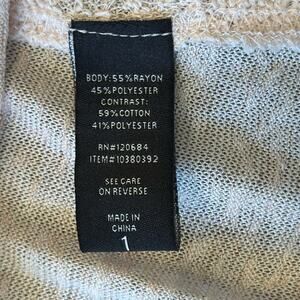 BODY:55%RAYON
45%POLYESTER
CONTRAST:
59%COTTON
41%POLYESTER
RN#120684
ITEM#10380392
SEE CARE
ON REVERSE
MADE IN
CHINA
1